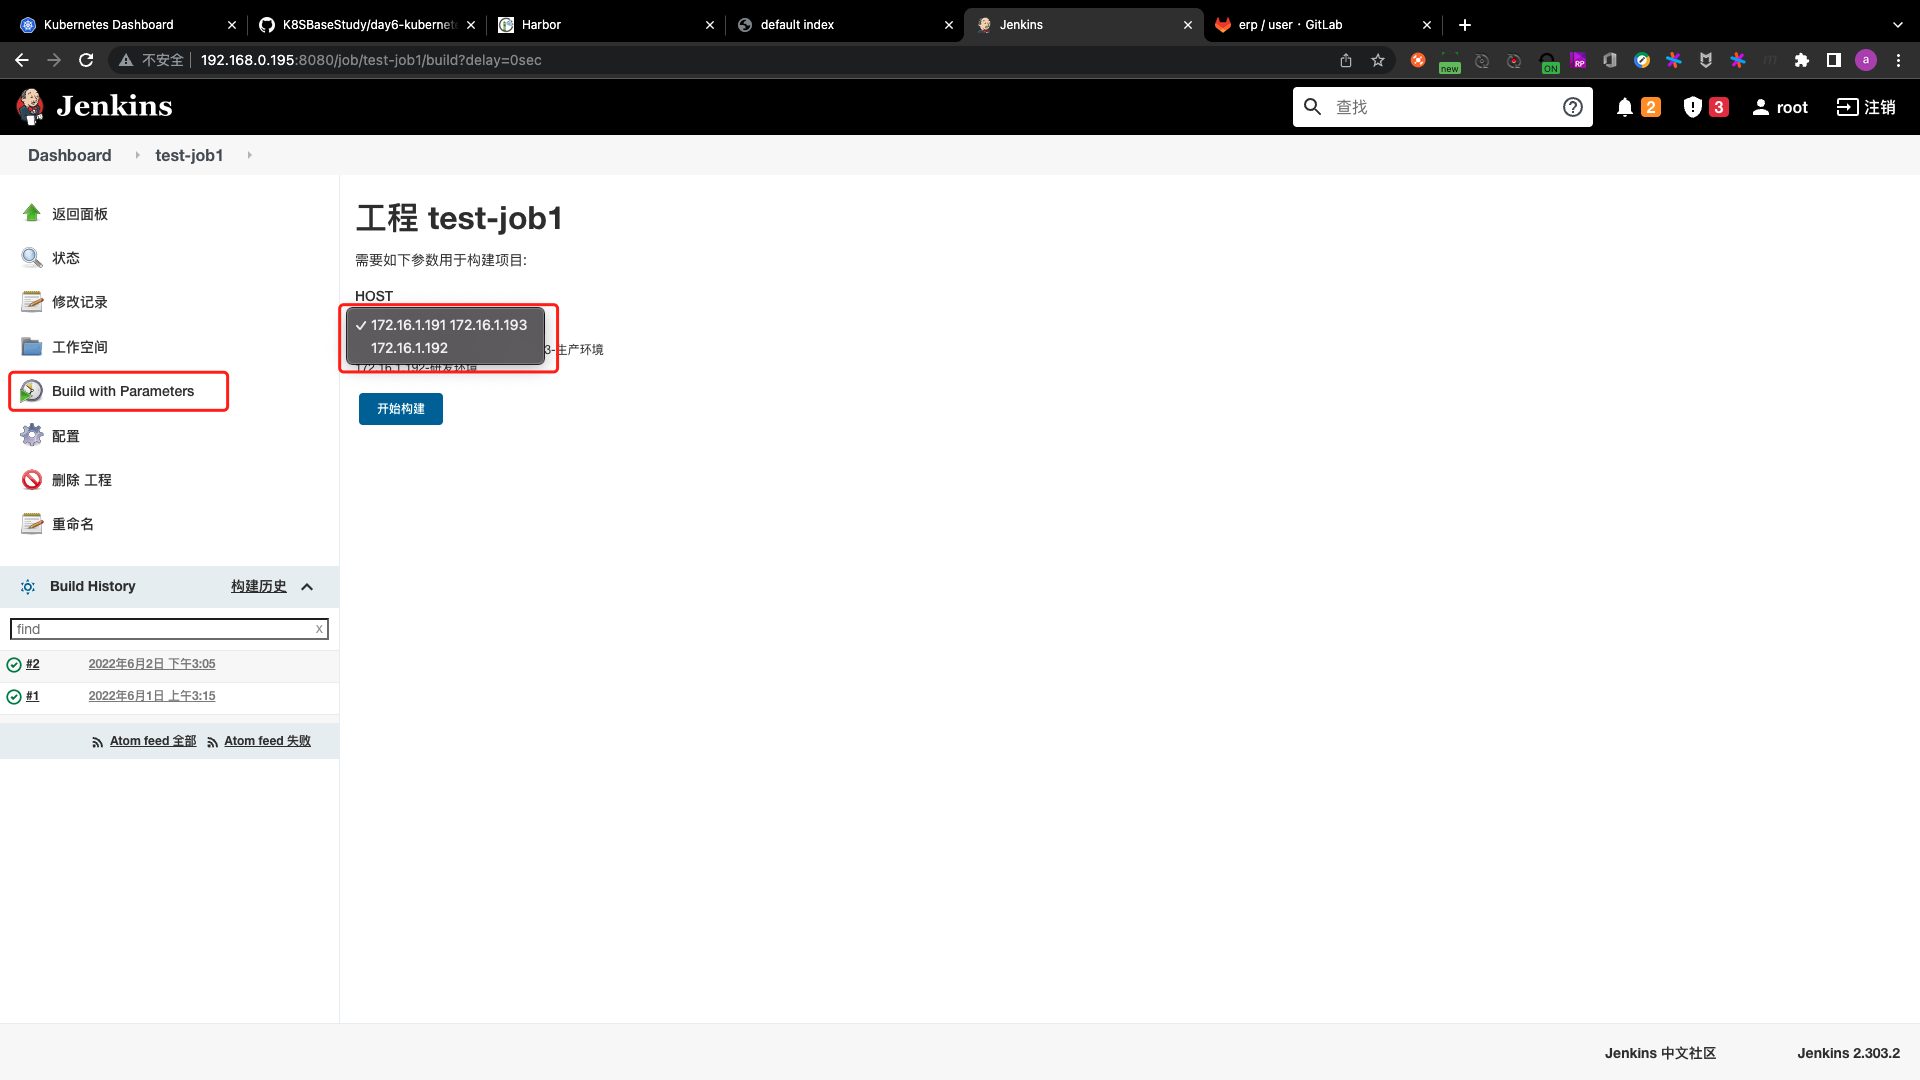 Kubernetes Dashboard
K8SBaseStudy/day6-kubernete
Harbor
default index
Jenkins
erp / user · GitLab
不安全
192.168.0.195:8080/job/test-job1/build?delay=0sec
new
ON
RP
a
Jenkins
查找
2
3
root
注销
Dashboard
test-job1
返回面板
状态
修改记录
工作空间
Build with Parameters
配置
删除 工程
重命名
Build History
构建历史
find
x
#2
2022年6月2日 下午3:05
#1
2022年6月1日 上午3:15
Atom feed 全部
Atom feed 失败
工程 test-job1
需要如下参数用于构建项目:
HOST
172.16.1.191 172.16.1.193
172.16.1.192
3-生产环境
172.16.1.192-研发环境
开始构建
Jenkins 中文社区
Jenkins 2.303.2